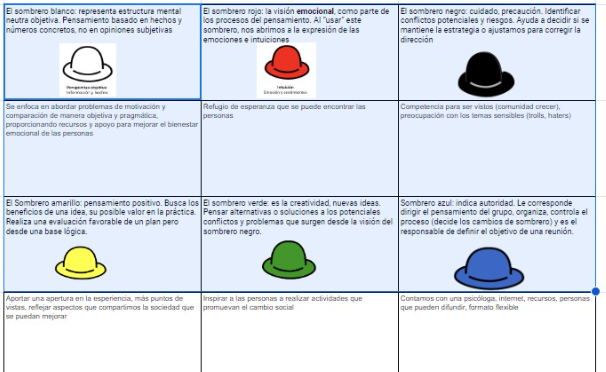 El sombrero blanco: representa estructura mental
neutra objetiva. Pensamiento basado en hechos y
números concretos, no en opiniones subjetivas
Pensamiento objetivo
Información y hechos
El sombrero rojo: la visión emocional, como parte de
los procesos del pensamiento. Al "usar" este
sombrero, nos abrimos a la expresión de las
emociones e intuiciones
Intuición
Emoción y sentimientos
El sombrero negro: cuidado, precaución. Identificar
conflictos potenciales y riesgos. Ayuda a decidir si se
mantiene la estrategia o ajustamos para corregir la
dirección
Se enfoca en abordar problemas de motivación y
comparación de manera objetiva y pragmática,
proporcionando recursos y apoyo para mejorar el bienestar
emocional de las personas
Refugio de esperanza que se puede encontrar las
personas
Competencia para ser vistos (comunidad crecer),
preocupación con los temas sensibles (trolls, haters)
El Sombrero amarillo: pensamiento positivo. Busca los
beneficios de una idea, su posible valor en la práctica.
Realiza una evaluación favorable de un plan pero
desde una base lógica.
El sombrero verde: es la creatividad, nuevas ideas.
Pensar alternativas o soluciones a los potenciales
conflictos y problemas que surgen desde la visión del
sombrero negro.
Sombrero azul: indica autoridad. Le corresponde
dirigir el pensamiento del grupo, organiza, controla el
proceso (decide los cambios de sombrero) y es el
responsable de definir el objetivo de una reunión.
Aportar una apertura en la experiencia, más puntos de
vistas, reflejar aspectos que compartimos la sociedad que
se puedan mejorar
Inspirar a las personas a realizar actividades que
promuevan el cambio social
Contamos con una psicóloga, internet, recursos, personas
que pueden difundir, formato flexible